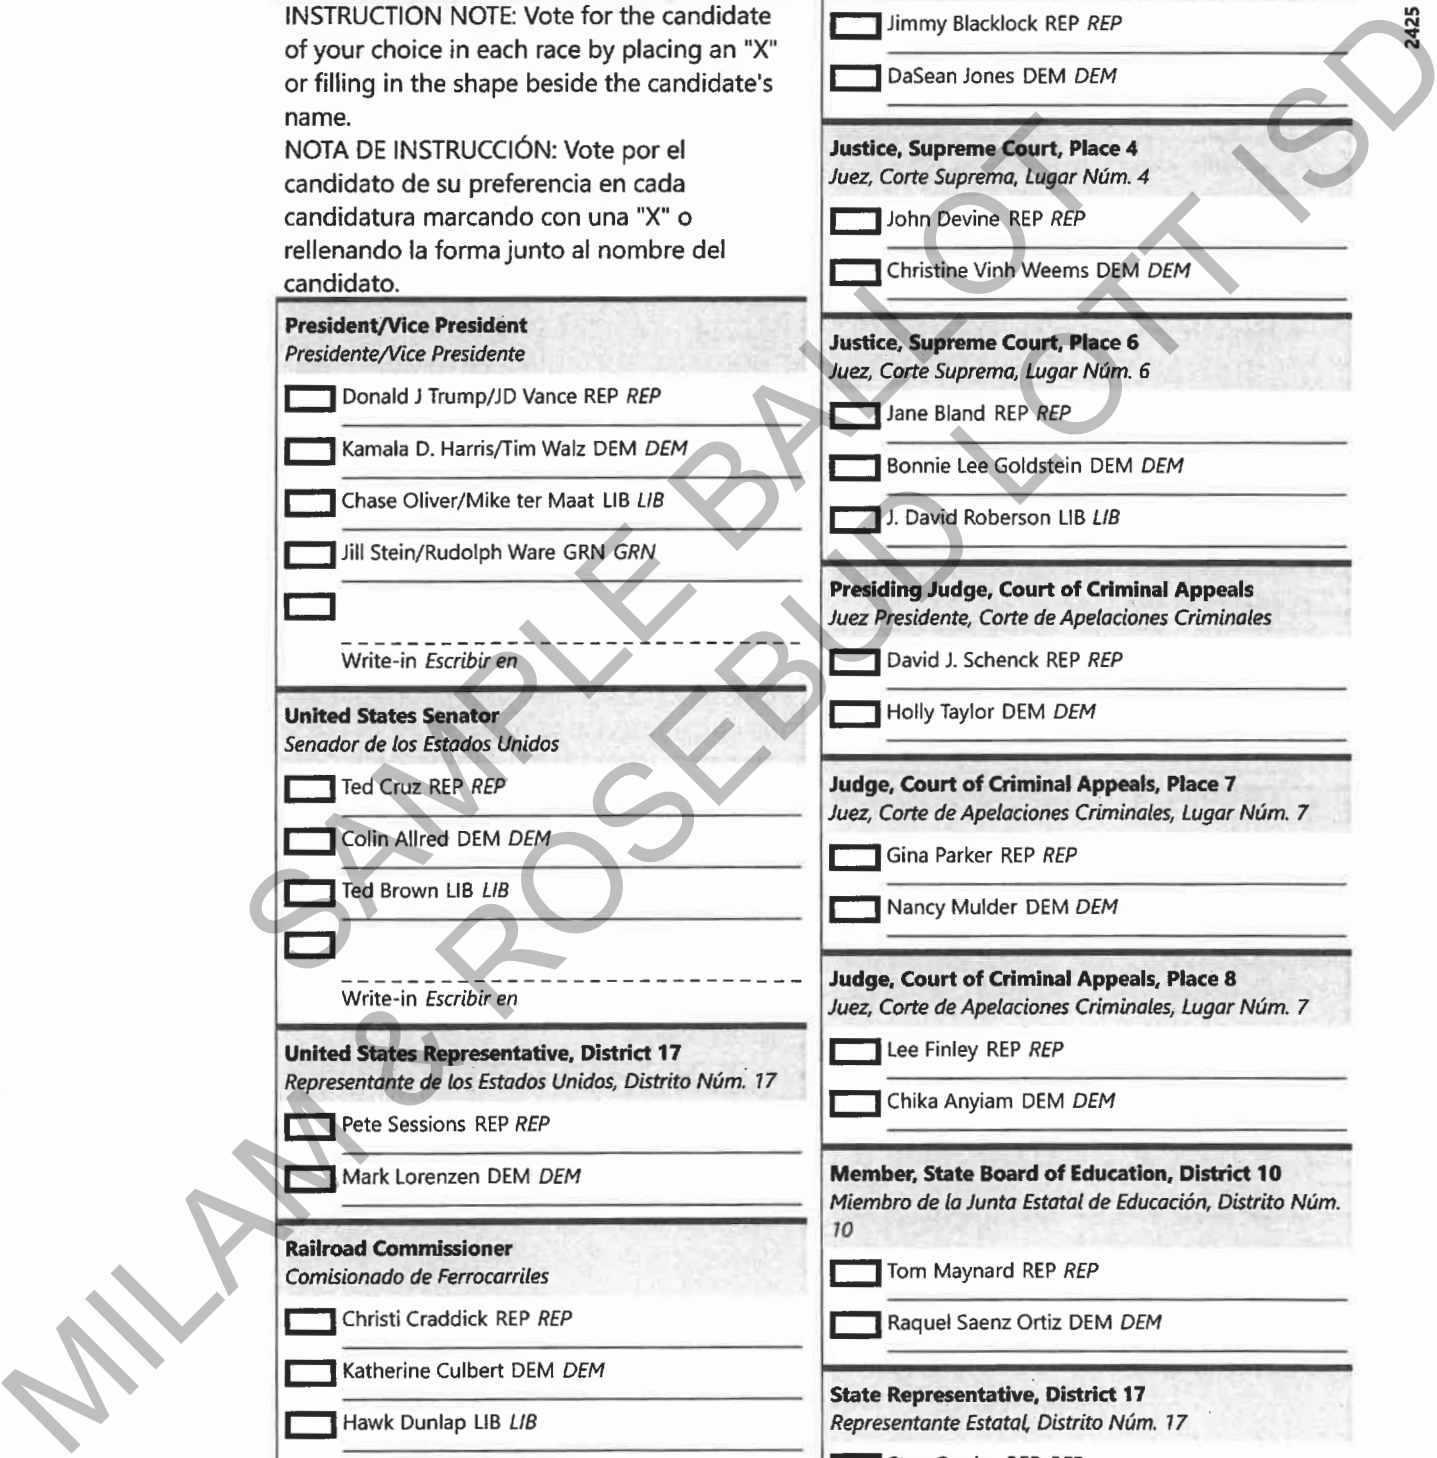 INSTRUCTION NOTE: Vote for the candidate
of your choice in each race by placing an "X"
or filling in the shape beside the candidate's
name.
NOTA DE INSTRUCCIÓN: Vote por el
candidato de su preferencia en cada
candidatura marcando con una "X" o
rellenando la forma junto al nombre del
candidato.
President/Vice President
Presidente/Vice Presidente
Donald J Trump/JD Vance REP REP
Kamala D. Harris/Tim Walz DEM DEM
Chase Oliver/Mike ter Maat LIB LIB
Jill Stein/Rudolph Ware GRN GRN
Write-in Escribir en
United States Senator
Senador de los Estados Unidos
Ted Cruz REP REP
Colin Allred DEM DEM
Ted Brown LIB LIB
Write-in Escribir en
United States Representative, District 17
Representante de los Estados Unidos, Distrito Núm. 17
Pete Sessions REP REP
Mark Lorenzen DEM DEM
Railroad Commissioner
Comisionado de Ferrocarriles
Christi Craddick REP REP
Katherine Culbert DEM DEM
Hawk Dunlap LIB LIB
Jimmy Blacklock REP REP
DaSean Jones DEM DEM
Justice, Supreme Court, Place 4
Juez, Corte Suprema, Lugar Núm. 4
John Devine REP REP
Christine Vinh Weems DEM DEM
Justice, Supreme Court, Place 6
Juez, Corte Suprema, Lugar Núm. 6
Jane Bland REP REP
Bonnie Lee Goldstein DEM DEM
J. David Roberson LIB LIB
Presiding Judge, Court of Criminal Appeals
Juez Presidente, Corte de Apelaciones Criminales
David J. Schenck REP REP
Holly Taylor DEM DEM
Judge, Court of Criminal Appeals, Place 7
Juez, Corte de Apelaciones Criminales, Lugar Núm. 7
Gina Parker REP REP
Nancy Mulder DEM DEM
Judge, Court of Criminal Appeals, Place 8
Juez, Corte de Apelaciones Criminales, Lugar Núm. 7
Lee Finley REP REP
Chika Anyiam DEM DEM
Member, State Board of Education, District 10
Miembro de la Junta Estatal de Educación, Distrito Núm.
10
Tom Maynard REP REP
Raquel Saenz Ortiz DEM DEM
State Representative, District 17
Representante Estatal, Distrito Núm. 17
2425
SAMPLE BALLOT
MILAM & ROSEBUD LOTT ISD